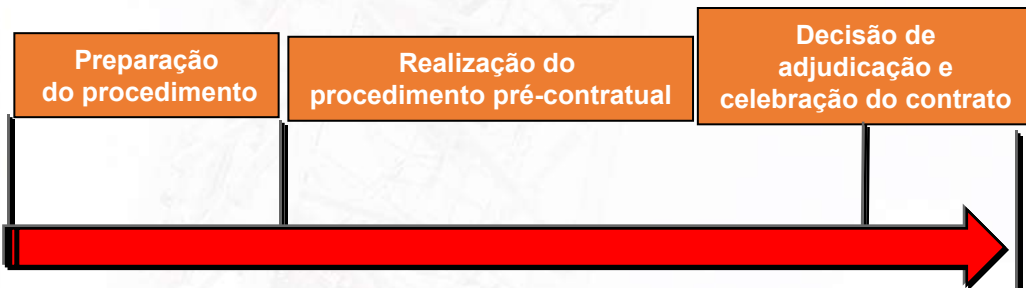 Preparação
do procedimento
Realização do
procedimento pré-contratual
Decisão de
adjudicação e
celebração do contrato